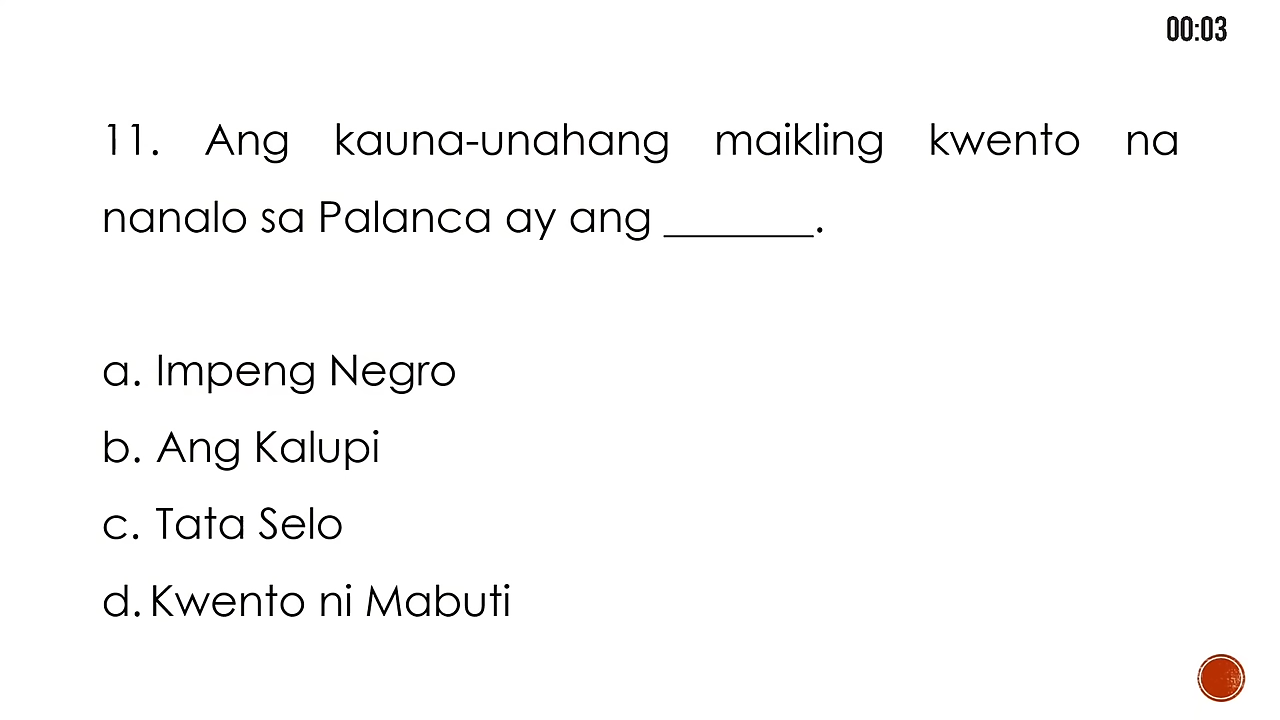 00:03
11. Ang kauna-unahang maikling kwento na
nanalo sa Palanca ay ang _______.
a. Impeng Negro
b. Ang Kalupi
c. Tata Selo
d. Kwento ni Mabuti